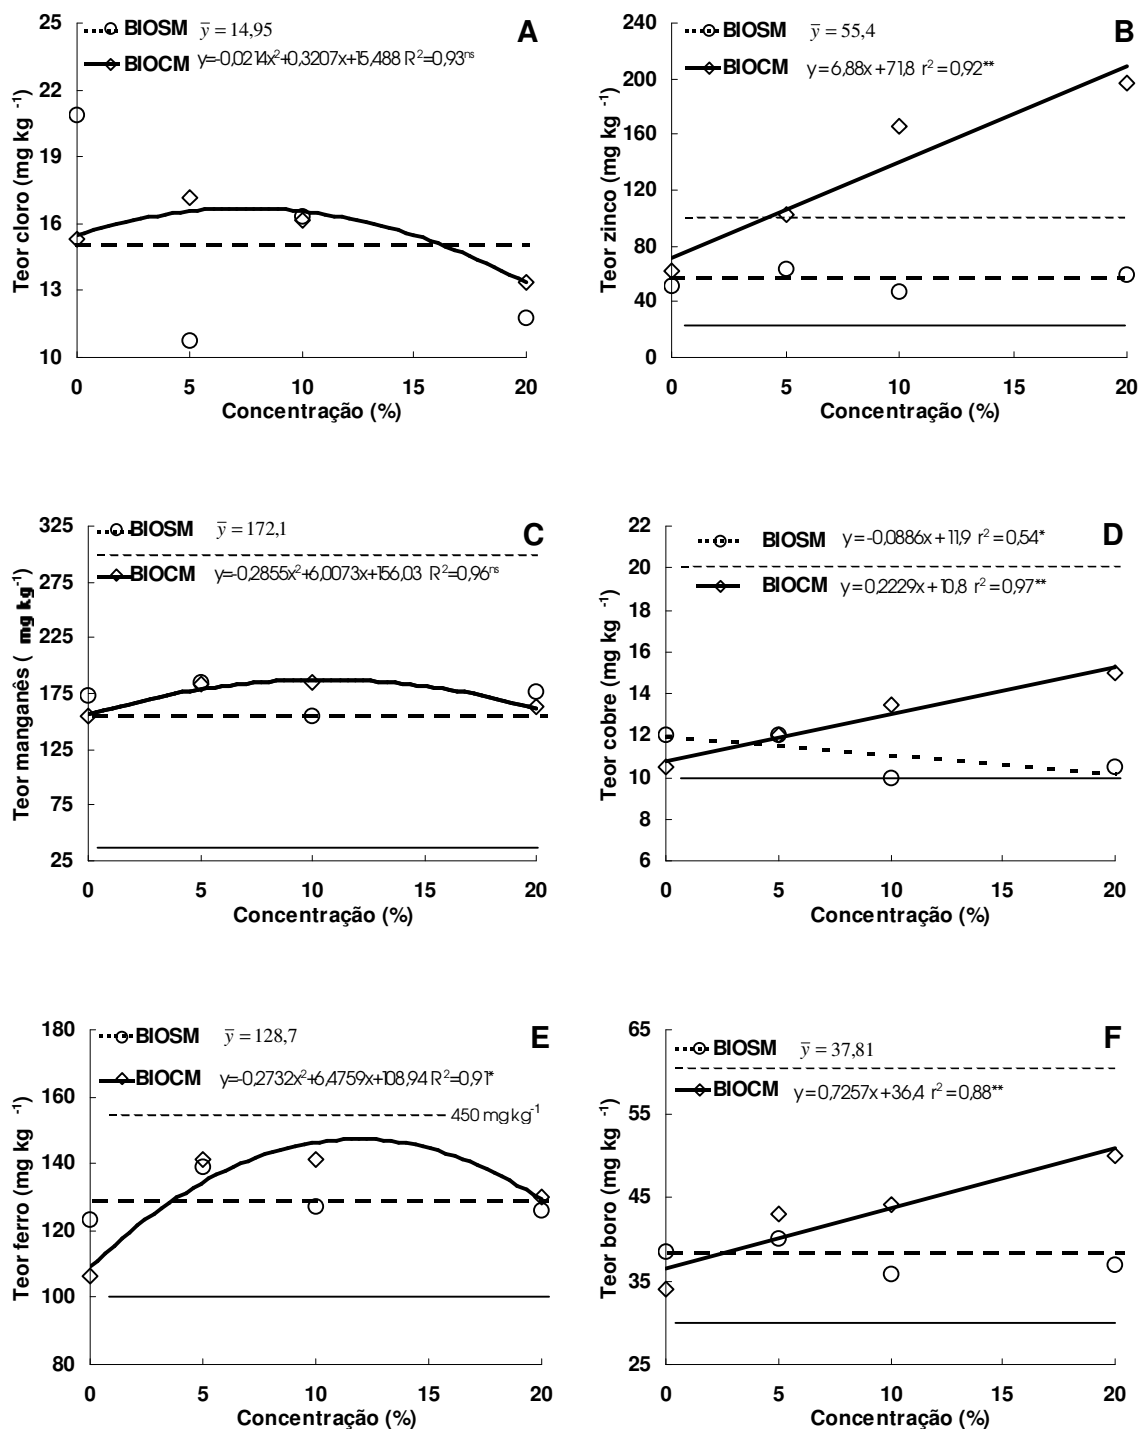 A
BIOSM ȳ = 14,95
BIOCM y=-0,0214x²+0,3207x+15,488 R²=0,93ⁿˢ
Teor cloro (mg kg ⁻¹)
25
22
19
16
13
10
0 5 10 15 20
Concentração (%)
B
BIOSM ȳ = 55,4
BIOCM y = 6,88x + 71,8 r² = 0,92**
Teor zinco (mg kg ⁻¹)
240
200
160
120
80
40
0
0 5 10 15 20
Concentração (%)
C
BIOSM ȳ = 172,1
BIOCM y=-0,2855x²+6,0073x+156,03 R²=0,96ⁿˢ
Teor manganês ( mg kg⁻¹)
325
275
225
175
125
75
25
0 5 10 15 20
Concentração (%)
D
BIOSM y=-0,0886x + 11,9 r² = 0,54*
BIOCM y = 0,2229x + 10,8 r² = 0,97**
Teor cobre (mg kg ⁻¹)
22
20
18
16
14
12
10
8
6
0 5 10 15 20
Concentração (%)
E
BIOSM ȳ = 128,7
BIOCM y=-0,2732x²+6,4759x+108,94 R²=0,91*
450 mg kg⁻¹
Teor ferro (mg kg ⁻¹)
180
160
140
120
100
80
0 5 10 15 20
Concentração (%)
F
BIOSM ȳ = 37,81
BIOCM y = 0,7257x + 36,4 r² = 0,88**
Teor boro (mg kg ⁻¹)
65
55
45
35
25
0 5 10 15 20
Concentração (%)